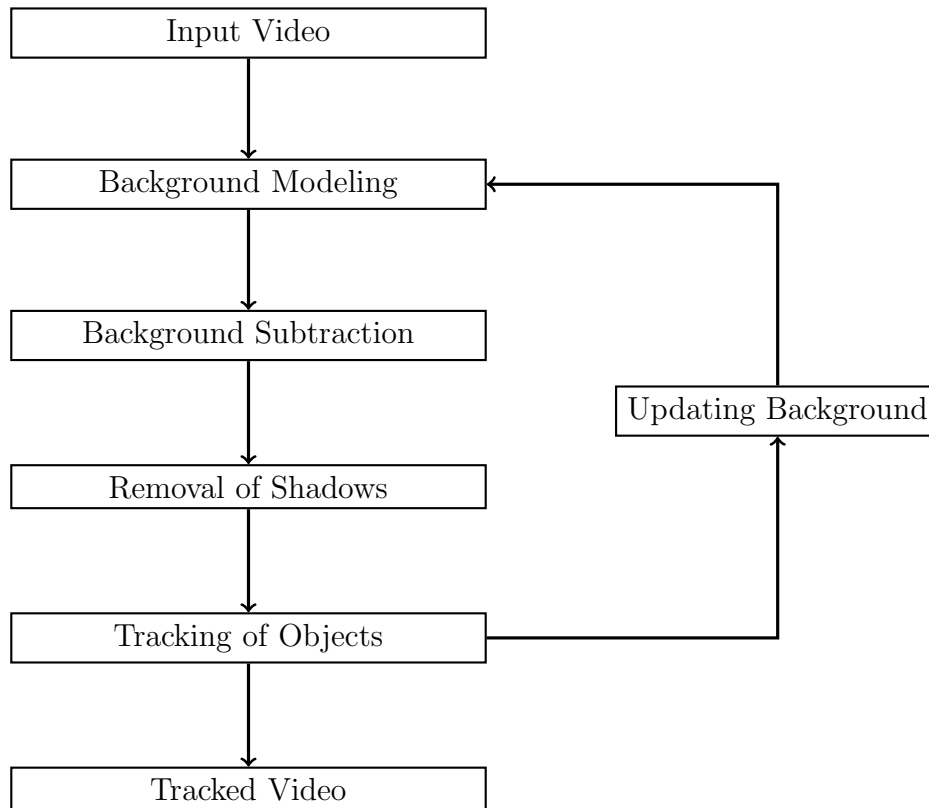 Input Video
Background Modeling
Background Subtraction
Updating Background
Removal of Shadows
Tracking of Objects
Tracked Video